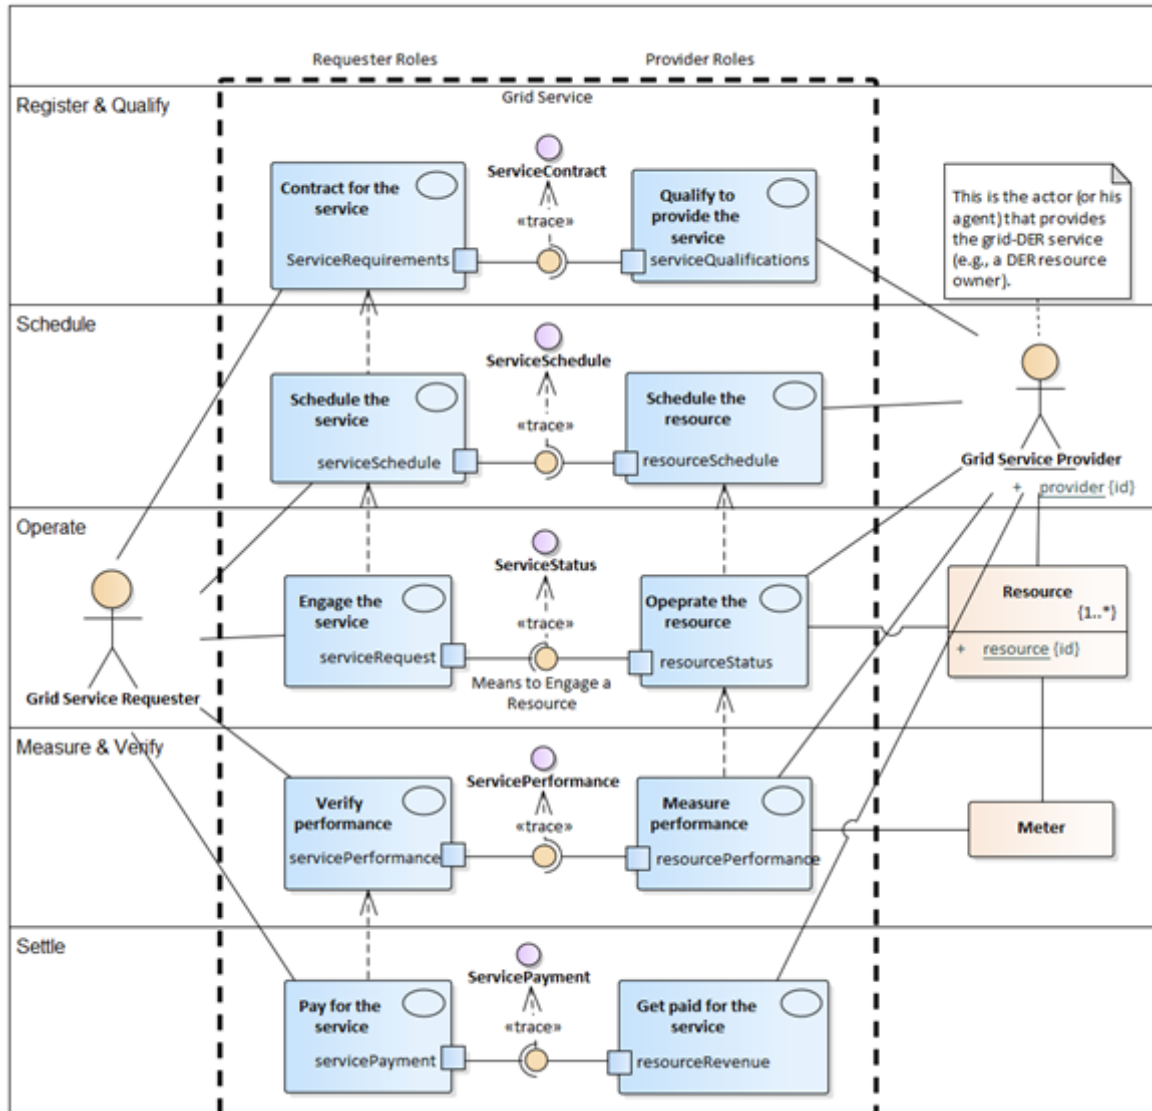 Requester Roles
Provider Roles
Register & Qualify
Grid Service
ServiceContract
Contract for the
service
«trace»
ServiceRequirements
Qualify to
provide the
service
serviceQualifications
This is the actor (or his
agent) that provides
the grid-DER service
(e.g., a DER resource
owner).
Schedule
ServiceSchedule
Schedule the
service
«trace»
serviceSchedule
Schedule the
resource
resourceSchedule
Grid Service Provider
+ provider {id}
Operate
ServiceStatus
Engage the
service
«trace»
serviceRequest
Means to Engage a
Resource
Opeprate the
resource
resourceStatus
Resource
{1..*}
+ resource {id}
Grid Service Requester
Measure & Verify
ServicePerformance
Verify
performance
«trace»
servicePerformance
Measure
performance
resourcePerformance
Meter
Settle
ServicePayment
Pay for the
service
«trace»
servicePayment
Get paid for the
service
resourceRevenue